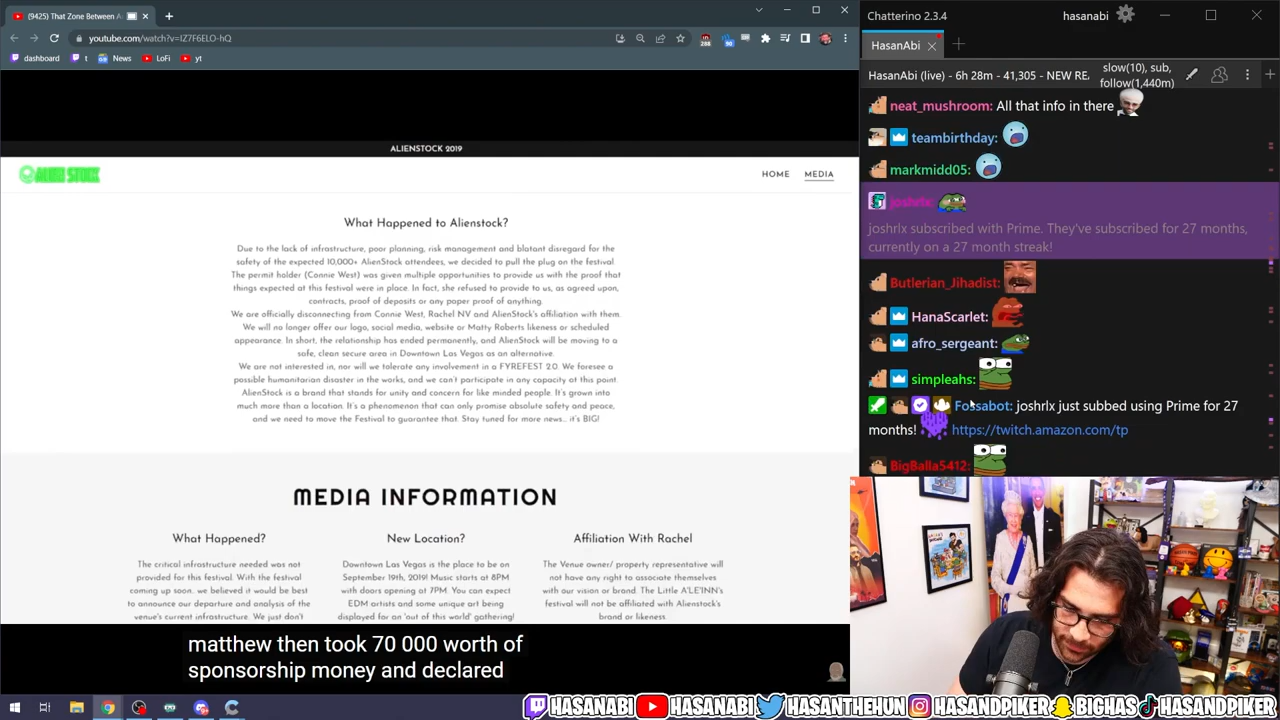 (9425) That Zone Between A
youtube.com/watch?v=IZ7F6ELO-hQ
dashboard
t
News
LoFi
yt
ALIENSTOCK 2019
ALIEN STOCK
HOME
MEDIA
What Happened to Alienstock?
Due to the lack of infrastructure, poor planning, risk management and blatant disregard for the
safety of the expected 10,000+ AlienStock attendees, we decided to pull the plug on the festival
The permit holder (Connie West) was given multiple opportunities to provide us with the proof that
things expected at this festival were in place. In fact, she refused to provide to us, as agreed upon,
contracts, proof of deposits or any paper proof of anything.
We are officially disconnecting from Connie West, Rachel NV and AlienStock's affiliation with them.
We will no longer offer our logo, social media, website or Matty Roberts likeness or scheduled
appearance. In short, the relationship has ended permanently, and AlienStock will be moving to a
safe, clean secure area in Downtown Las Vegas as an alternative.
We are not interested in, nor will we tolerate any involvement in a FYREFEST 2.0. We foresee a
possible humanitarian disaster in the works, and we can't participate in any capacity at this point.
AlienStock is a brand that stands for unity and concern for like minded people. It's grown into
much more than a location. It's a phenomenon that can only promise absolute safety and peace,
and we need to move the Festival to guarantee that. Stay tuned for more news... it's BIG!
MEDIA INFORMATION
What Happened?
The critical infrastructure needed was not
provided for this festival. With the festival
coming up soon.. we believed it would be best
to announce our departure and analysis of the
venue's current infrastructure. We just don't
New Location?
Downtown Las Vegas is the place to be on
September 19th, 2019! Music starts at 8PM
with doors opening at 7PM. You can expect
EDM artists and some unique art being
displayed for an 'out of this world' gathering!
Affiliation With Rachel
The Venue owner/ property representative will
not have any right to associate themselves
with our vision or brand. The Little A'LE'INN's
festival will not be affiliated with Alienstock's
brand or likeness.
matthew then took 70 000 worth of
sponsorship money and declared
Chatterino 2.3.4
hasanabi
HasanAbi
HasanAbi (live) - 6h 28m - 41,305 - NEW RE
slow(10), sub,
follow(1,440m)
neat_mushroom: All that info in there
teambirthday:
markmidd05:
joshrlx:
joshrlx subscribed with Prime. They've subscribed for 27 months,
currently on a 27 month streak!
Butlerian_Jihadist:
HanaScarlet:
afro_sergeant:
simpleahs:
Fossabot: joshrlx just subbed using Prime for 27
months! https://twitch.amazon.com/tp
BigBalla5412:
HASANABI
HASANABI
HASANTHEHUN
HASANDPIKER
BIGHAS
HASANDPIKER